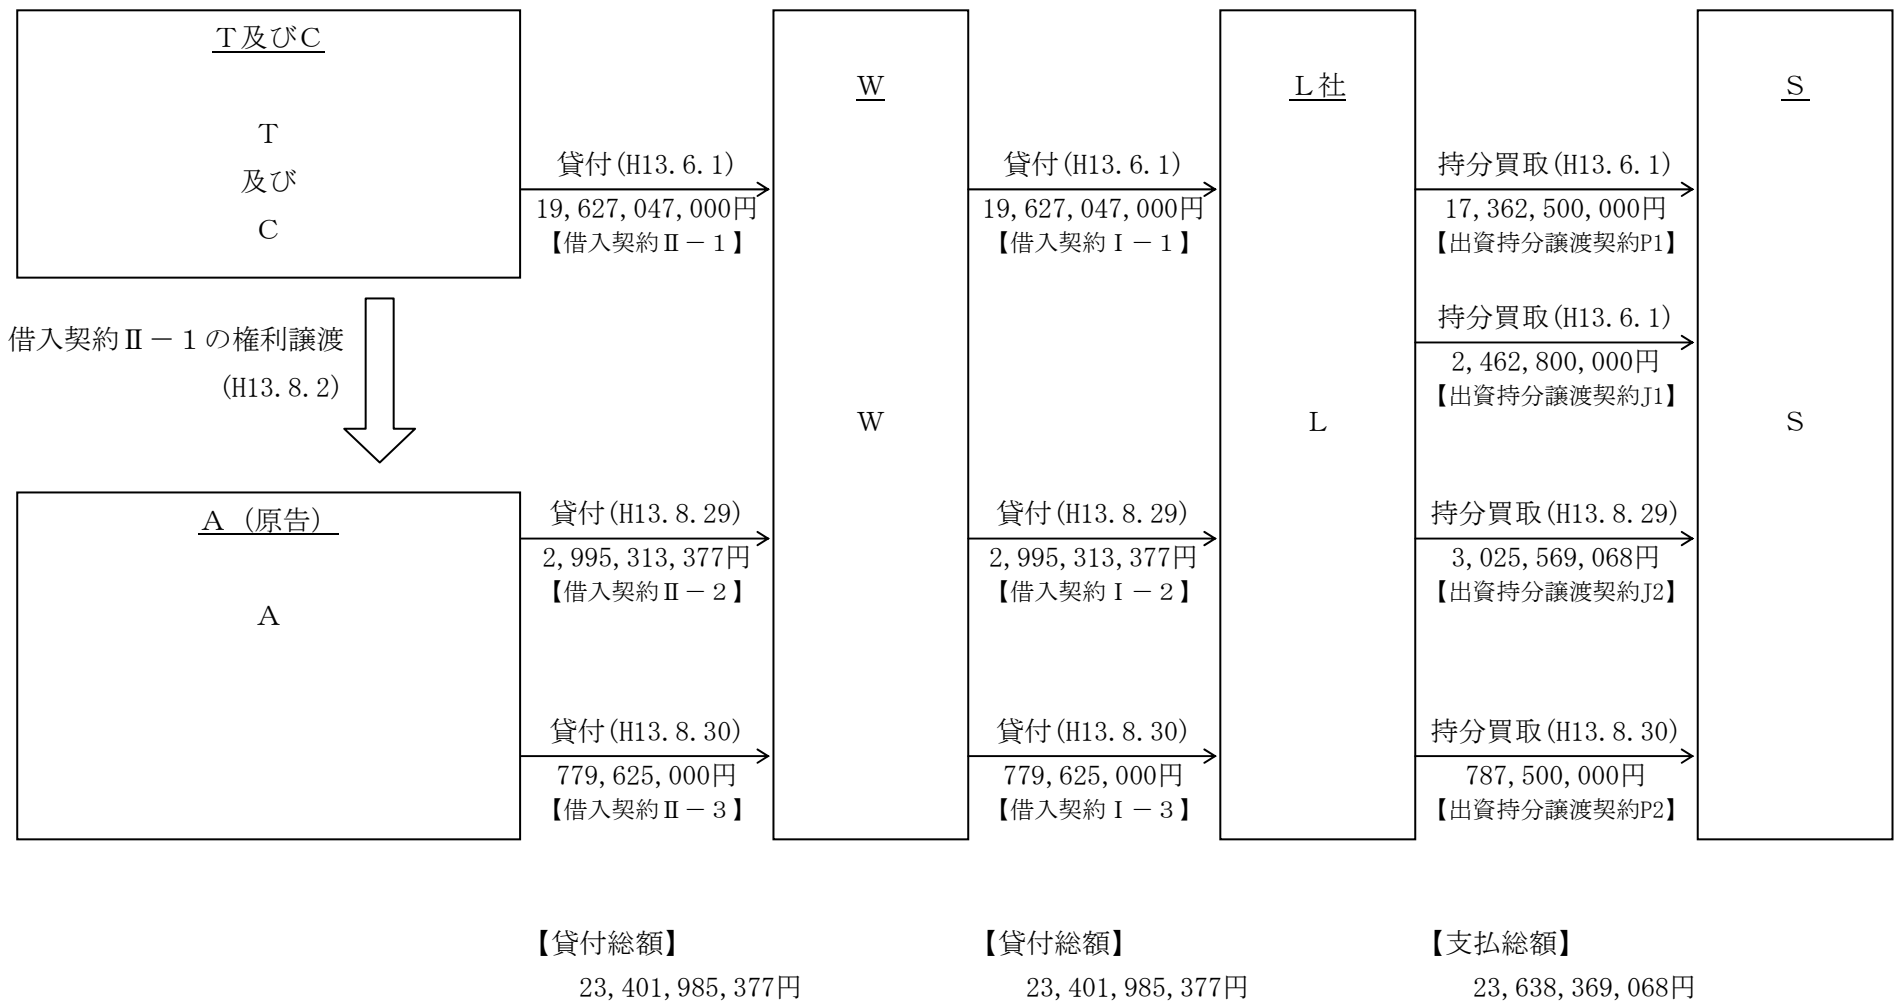 Ｔ及びＣ
Ｔ
及び
Ｃ
借入契約Ⅱ－１の権利譲渡
(H13.8.2)
Ａ（原告）
Ａ
貸付(H13.6.1)
19,627,047,000円
【借入契約Ⅱ－１】
貸付(H13.8.29)
2,995,313,377円
【借入契約Ⅱ－２】
貸付(H13.8.30)
779,625,000円
【借入契約Ⅱ－３】
Ｗ
Ｗ
貸付(H13.6.1)
19,627,047,000円
【借入契約Ⅰ－１】
貸付(H13.8.29)
2,995,313,377円
【借入契約Ⅰ－２】
貸付(H13.8.30)
779,625,000円
【借入契約Ⅰ－３】
Ｌ社
Ｌ
持分買取(H13.6.1)
17,362,500,000円
【出資持分譲渡契約P1】
持分買取(H13.6.1)
2,462,800,000円
【出資持分譲渡契約J1】
持分買取(H13.8.29)
3,025,569,068円
【出資持分譲渡契約J2】
持分買取(H13.8.30)
787,500,000円
【出資持分譲渡契約P2】
Ｓ
Ｓ
【貸付総額】
23,401,985,377円
【貸付総額】
23,401,985,377円
【支払総額】
23,638,369,068円